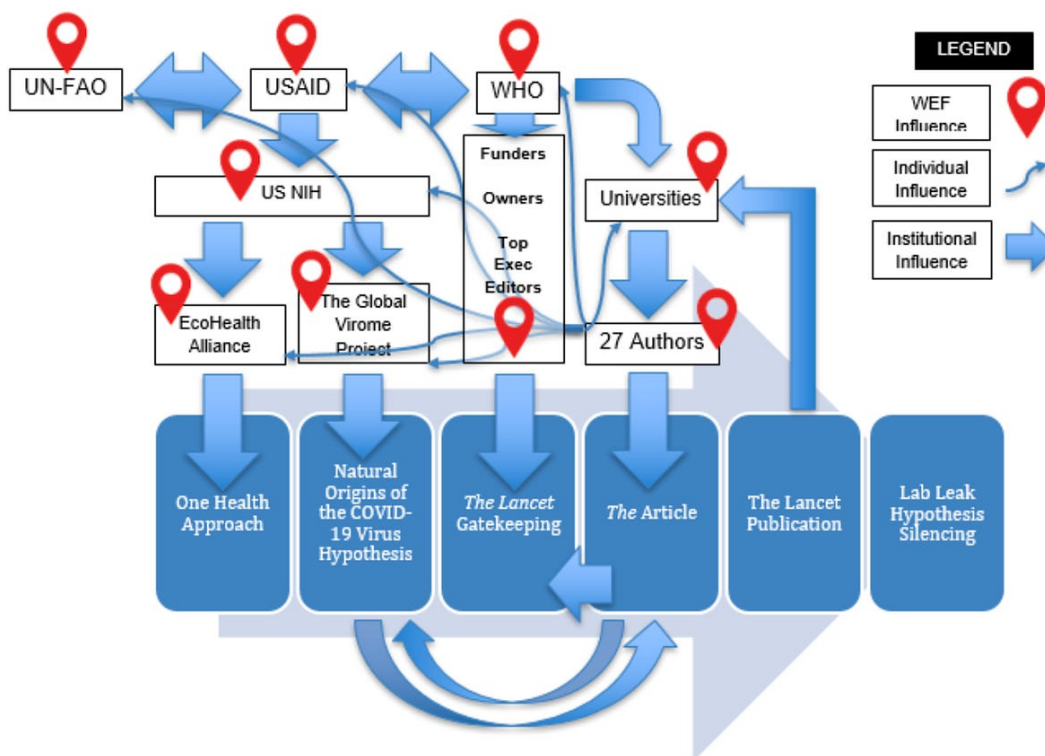 LEGEND
UN-FAO
USAID
WHO
WEF
Influence
Funders
Owners
Top
Exec
Editors
US NIH
Universities
Individual
Influence
Institutional
Influence
EcoHealth
Alliance
The Global
Virome
Project
27 Authors
One Health
Approach
Natural
Origins of
the COVID-
19 Virus
Hypothesis
The Lancet
Gatekeeping
The Article
The Lancet
Publication
Lab Leak
Hypothesis
Silencing